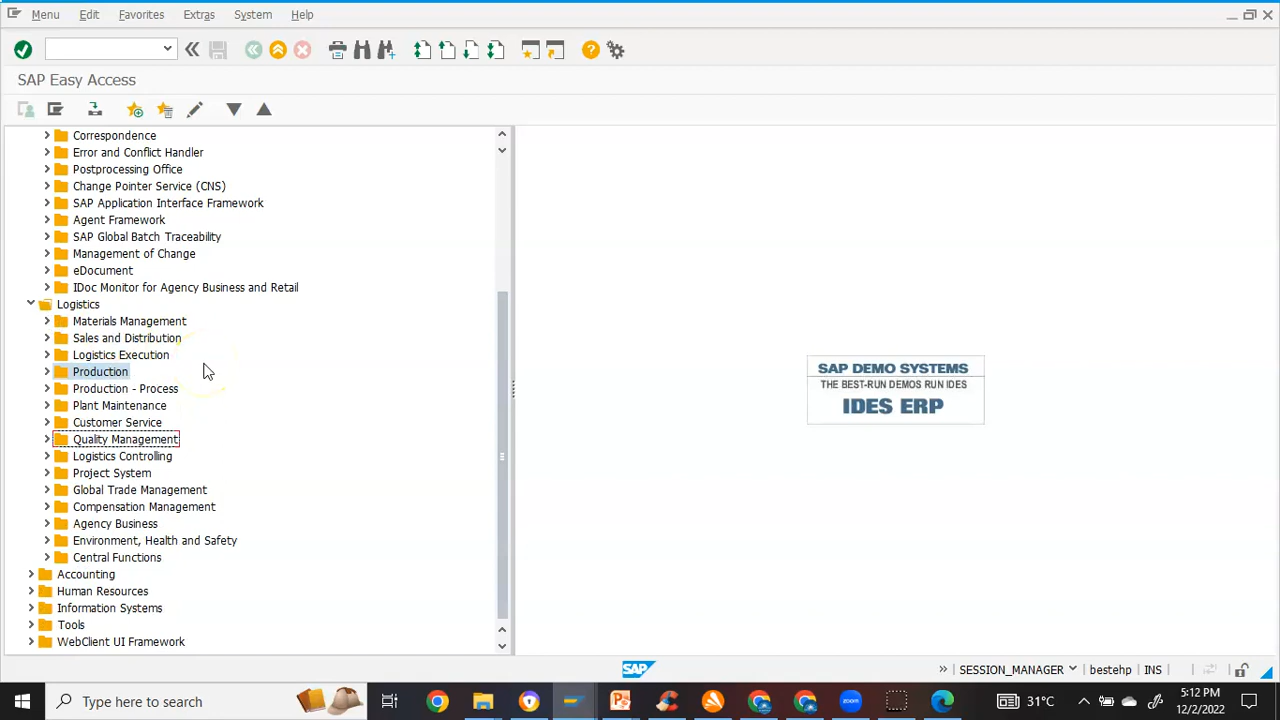 Menu Edit Favorites Extras System Help
SAP Easy Access
Correspondence
Error and Conflict Handler
Postprocessing Office
Change Pointer Service (CNS)
SAP Application Interface Framework
Agent Framework
SAP Global Batch Traceability
Management of Change
eDocument
IDoc Monitor for Agency Business and Retail
Logistics
Materials Management
Sales and Distribution
Logistics Execution
Production
Production - Process
Plant Maintenance
Customer Service
Quality Management
Logistics Controlling
Project System
Global Trade Management
Compensation Management
Agency Business
Environment, Health and Safety
Central Functions
Accounting
Human Resources
Information Systems
Tools
WebClient UI Framework
SAP DEMO SYSTEMS
THE BEST-RUN DEMOS RUN IDES
IDES ERP
SAP
SESSION_MANAGER bestehp INS
Type here to search
zoom
31°C
5:12 PM
12/2/2022